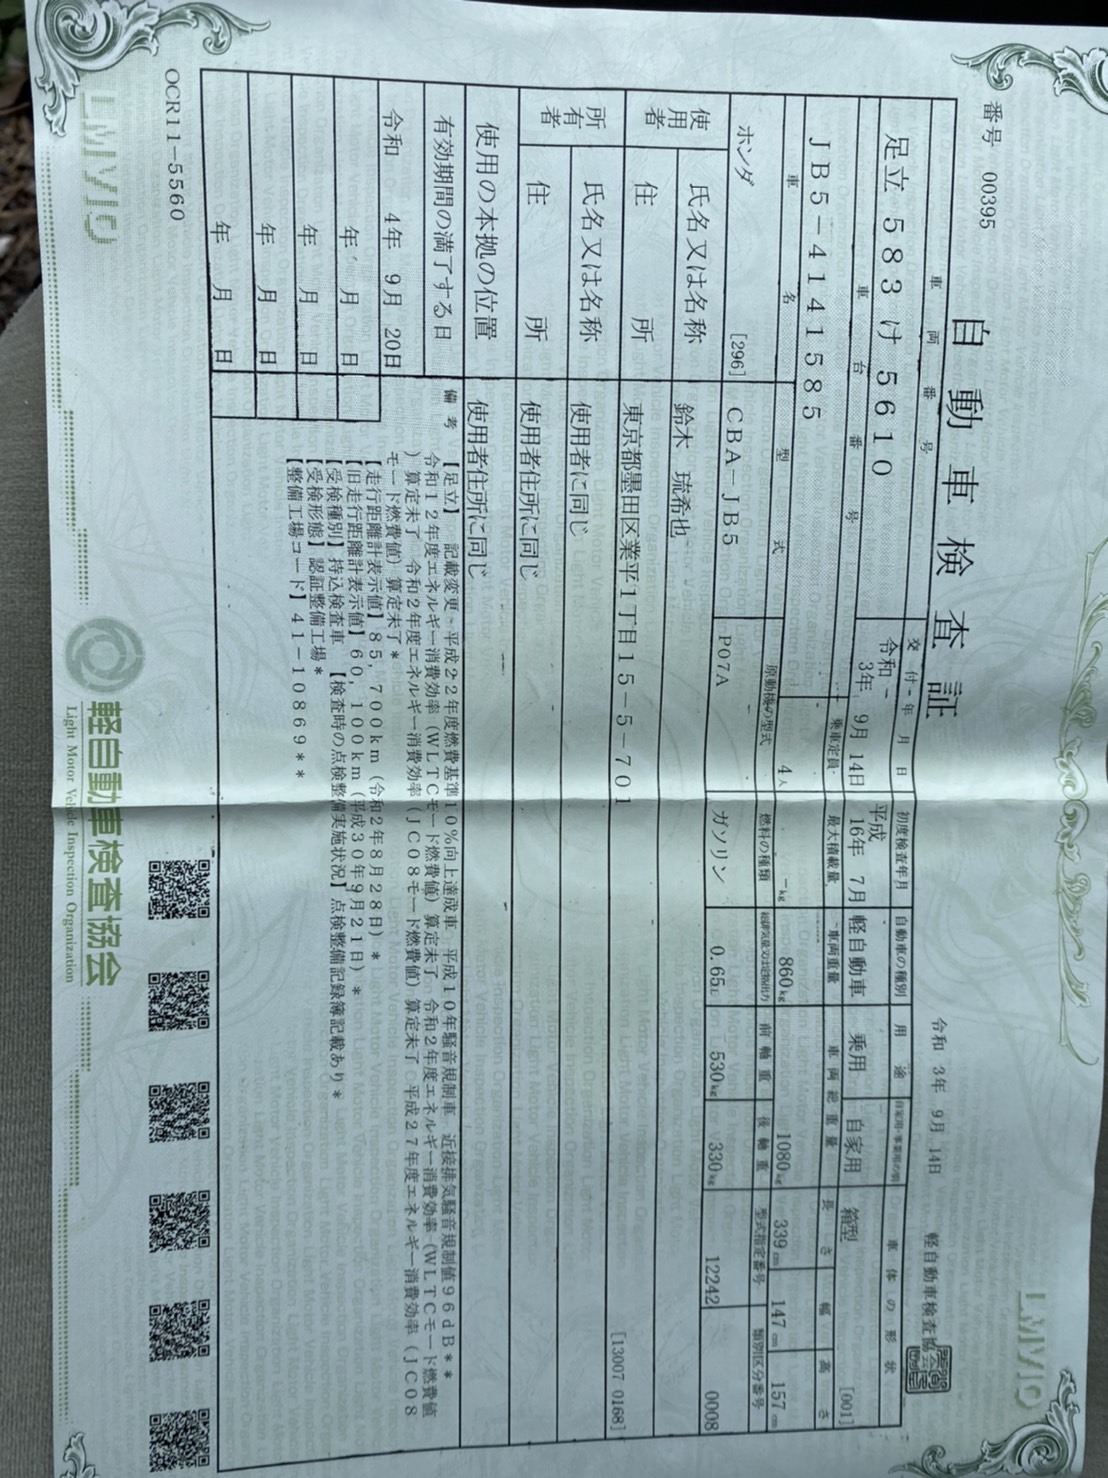 番号 00395
自動車検査証
令和 3年 9月 14日 軽自動車検査協会
車両番号 交付年月日 初度検査年月 自動車の種別 用途 自家用・事業用の別 車体の形状
足立 583 け 5610 令和 3年 9月 14日 平成 16年 7月 軽自動車 乗用 自家用 箱型 [001]
車台番号 乗車定員 最大積載量 車両重量 車両総重量 長さ 幅 高さ
JB5-4141585 4人 -kg 860kg 1080kg 339cm 147cm 157cm
車名 型式 原動機の型式 燃料の種類 総排気量又は定格出力 前軸重 後軸重 型式指定番号 類別区分番号
ホンダ [296] CBA-JB5 P07A ガソリン 0.65L 530kg 330kg 12242 0008
使用者 氏名又は名称 鈴木 琉希也
住所 東京都墨田区業平1丁目15-5-701 [13007 0168]
所有者 氏名又は名称 使用者に同じ
住所 使用者住所に同じ
使用の本拠の位置 使用者住所に同じ
有効期間の満了する日
令和 4年 9月 20日
年 月 日
年 月 日
年 月 日
年 月 日
備考 【足立】 記載変更 平成22年度燃費基準10%向上達成車 平成10年騒音規制車 近接排気騒音規制値96dB**
令和12年度エネルギー消費効率(WLTCモード燃費値)算定未了 令和2年度エネルギー消費効率(WLTCモード燃費値
)算定未了 令和2年度エネルギー消費効率(JC08モード燃費値)算定未了 平成27年度エネルギー消費効率(JC08
モード燃費値)算定未了*
【走行距離計表示値】85,700km(令和2年8月28日)*
【旧走行距離計表示値】60,100km(平成30年9月21日)*
【受検種別】持込検査車 【検査時の点検整備実施状況】点検整備記録簿記載あり*
【受検形態】認証整備工場*
【整備工場コード】41-10869**
OCR11-5560
軽自動車検査協会
Light Motor Vehicle Inspection Organization
LMVIO
LMVIO